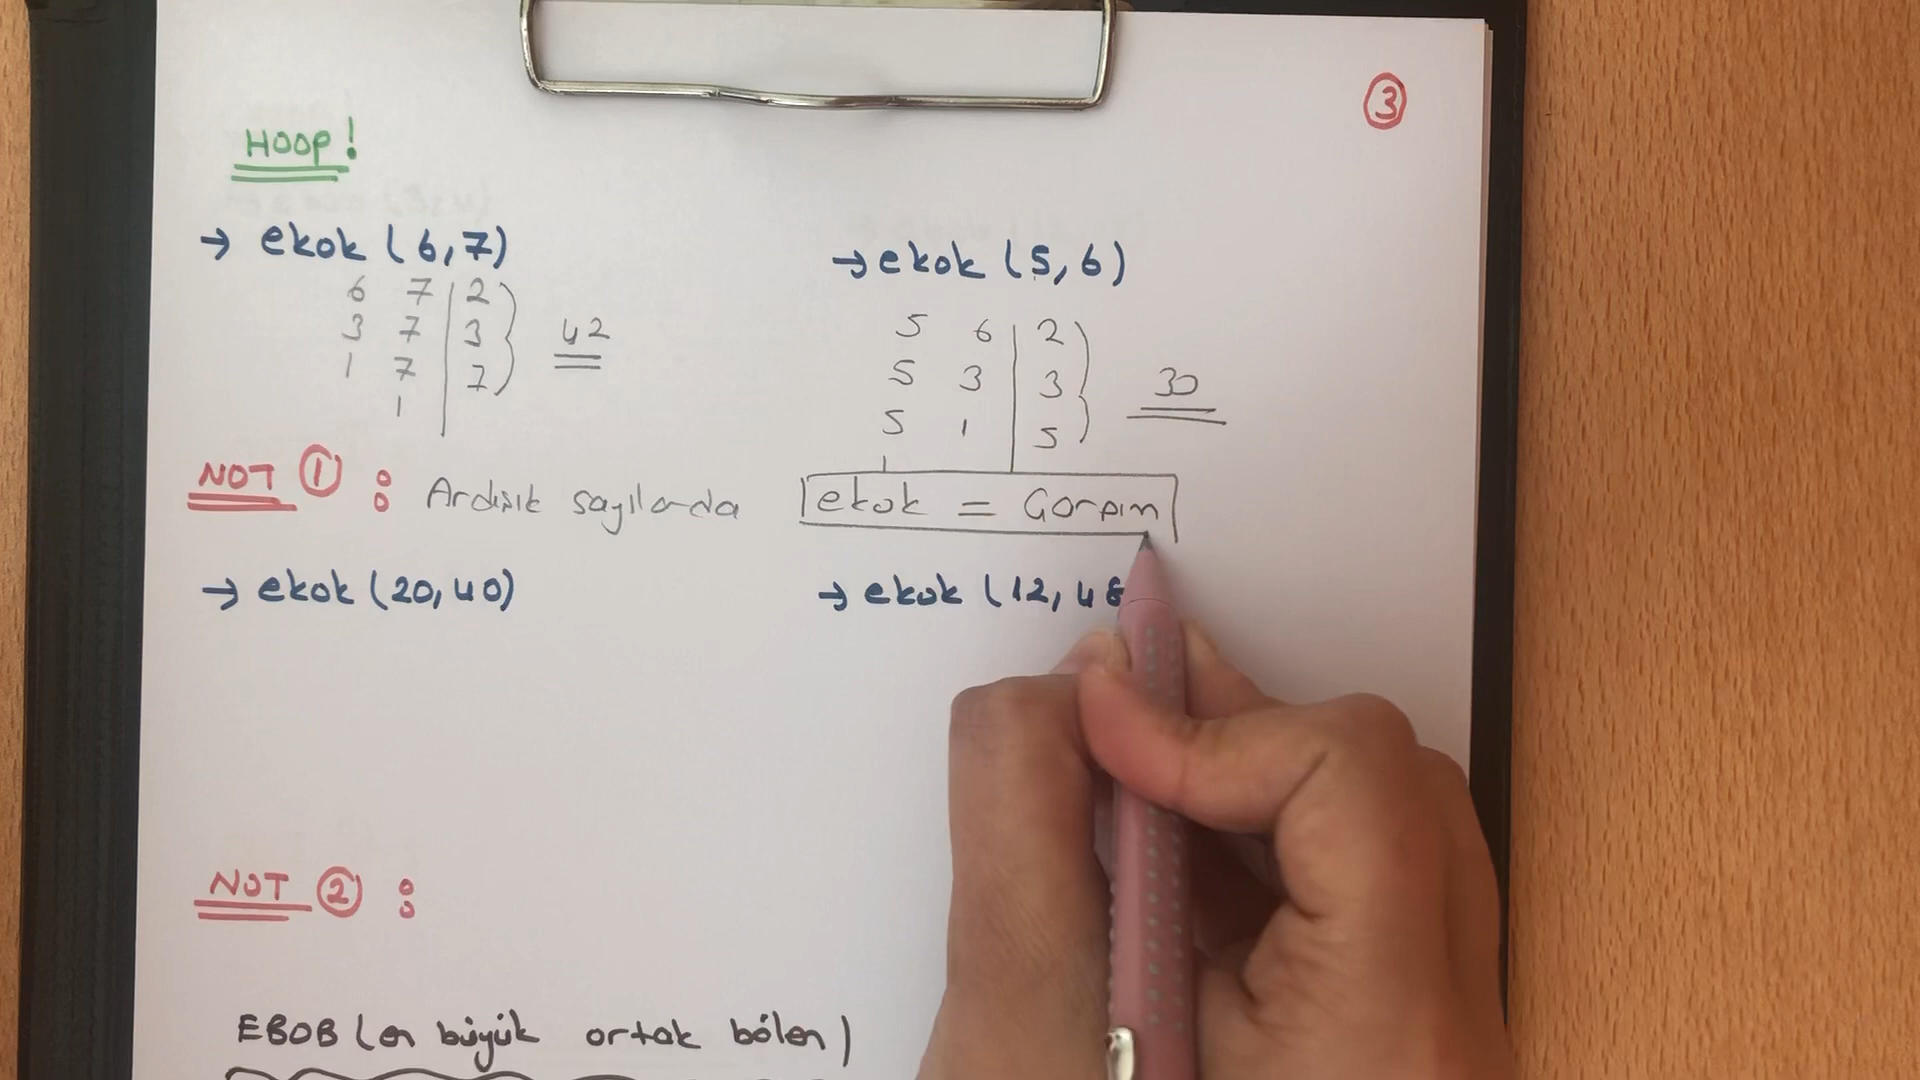 3
HOOP!
→ ekok (6,7)
6 7 | 2
3 7 | 3
1 7 | 7
1
42
→ ekok (5,6)
5 6 | 2
5 3 | 3
5 1 | 5
1
30
NOT 1 : Ardışık sayılarda ekok = Çarpım
→ ekok (20,40)
→ ekok (12, 48
NOT 2 :
EBOB (en büyük ortak bölen)